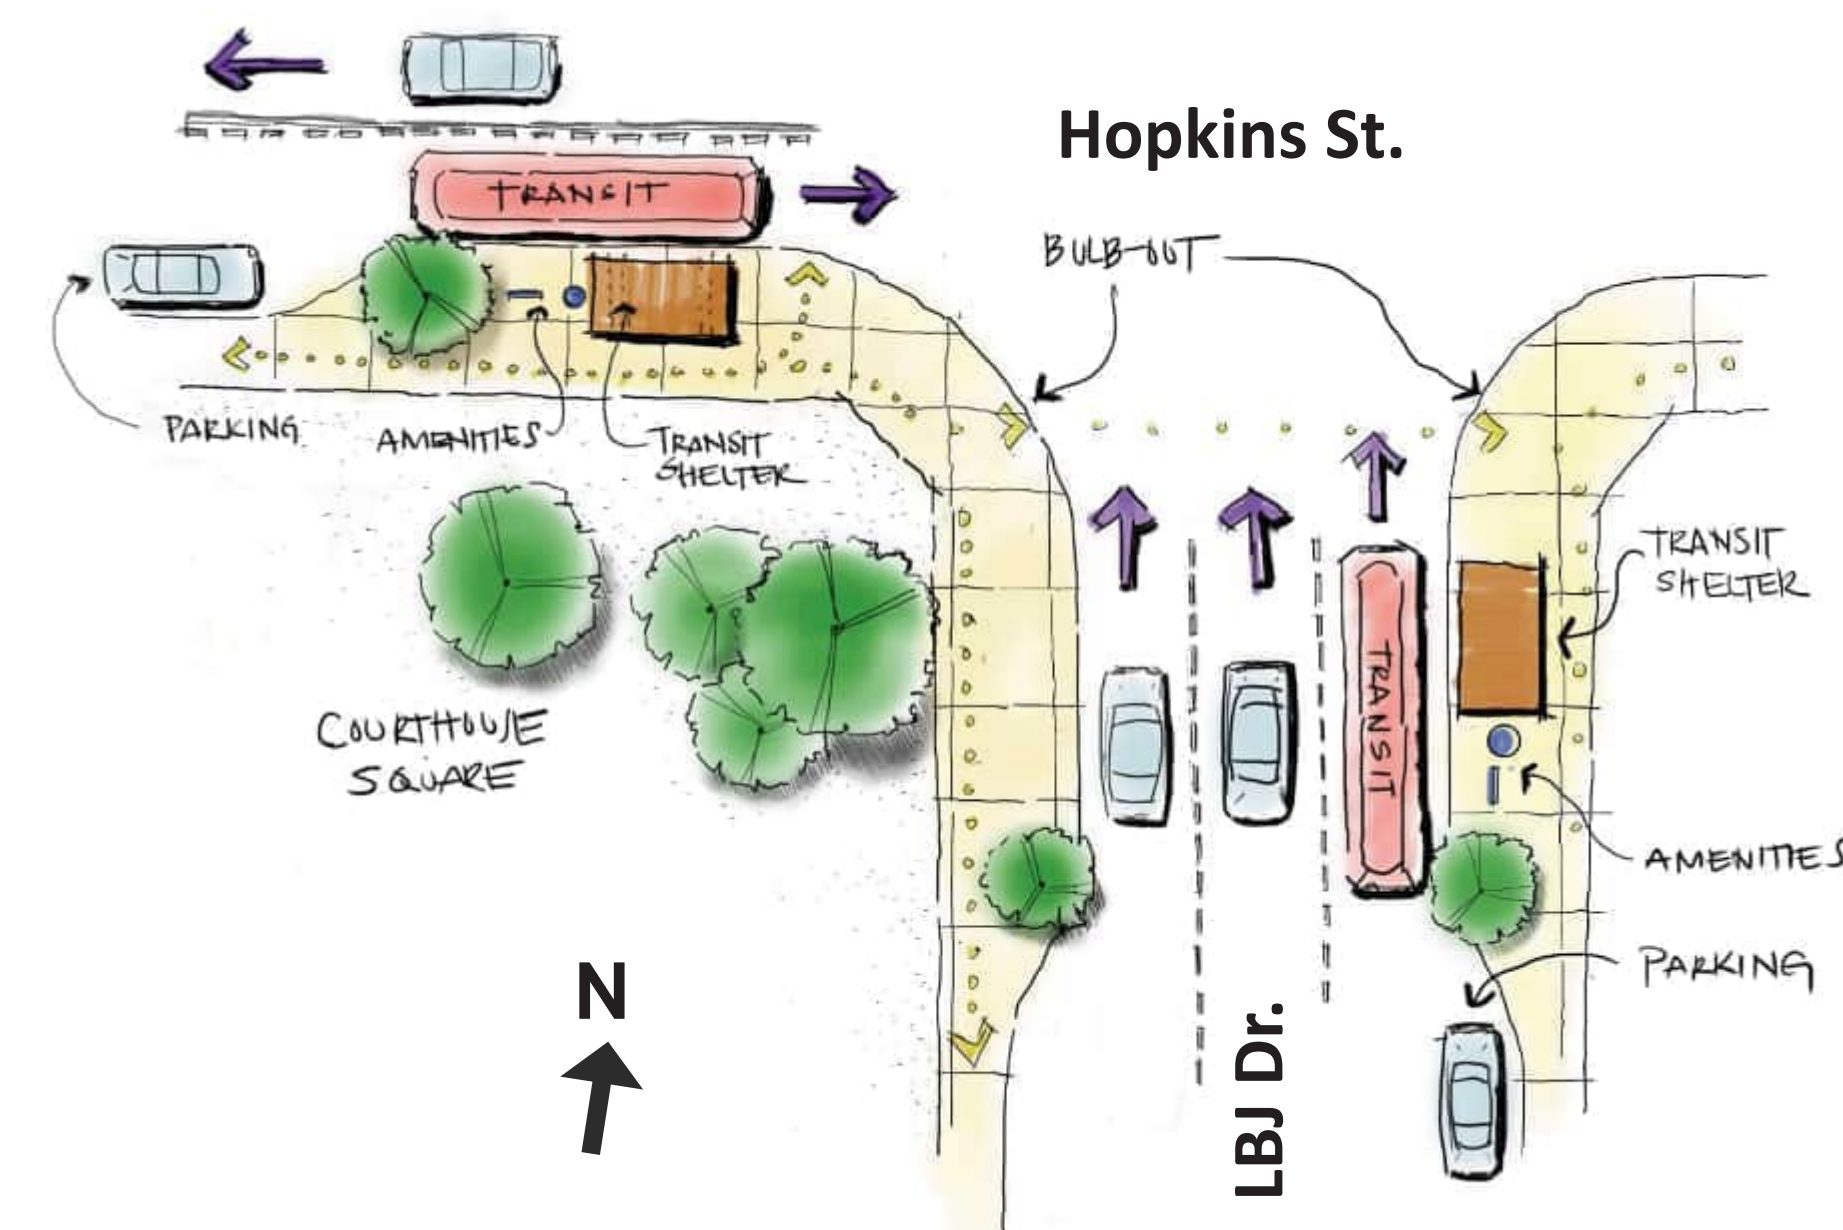 Hopkins St.
TRANSIT
BULB-OUT
PARKING
AMENITIES
TRANSIT
SHELTER
TRANSIT
SHELTER
COURTHOUSE
SQUARE
TRANSIT
AMENITIES
PARKING
N
LBJ Dr.